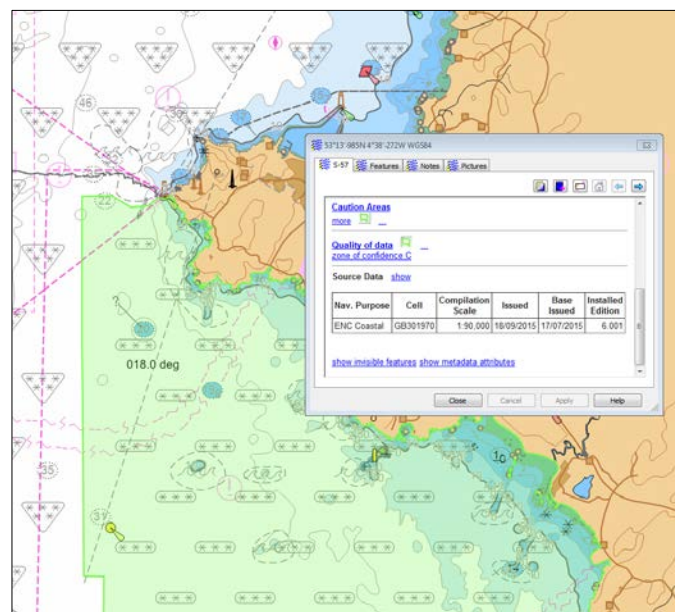 46
30
22
?
018.0 deg
35
31
10
53°13'·985N 4°38'·272W WGS84
S-57
Features
Notes
Pictures
Caution Areas
more ...
Quality of data ...
zone of confidence C
Source Data show
Nav. Purpose Cell Compilation Scale Issued Base Issued Installed Edition
ENC Coastal GB301970 1:90,000 18/09/2015 17/07/2015 6.001
show invisible features show metadata attributes
Close Cancel Apply Help